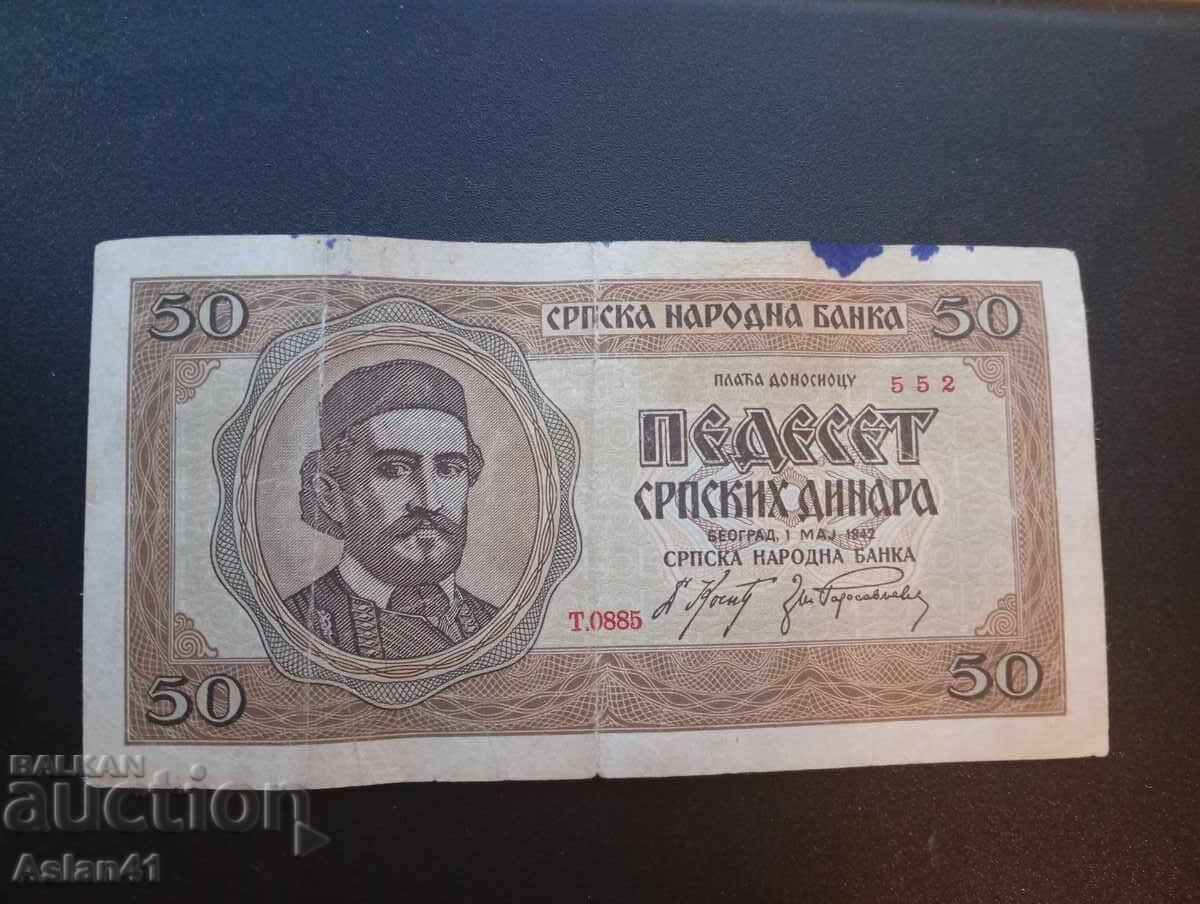 50 СРПСКА НАРОДНА БАНКА 50
ПЛАЋА ДОНОСИОЦУ 552
ПЕДЕСЕТ
СРПСКИХ ДИНАРА
БЕОГРАД, 1 МАЈ 1942
СРПСКА НАРОДНА БАНКА
Т.0885
50 50
BALKAN
auction
Aslan41